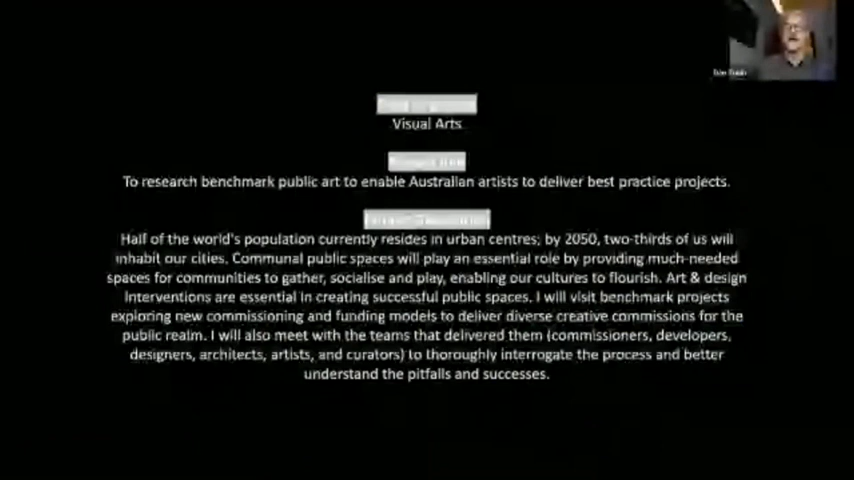 Visual Arts
To research benchmark public art to enable Australian artists to deliver best practice projects.
Half of the world's population currently resides in urban centres; by 2050, two-thirds of us will
inhabit our cities. Communal public spaces will play an essential role by providing much-needed
spaces for communities to gather, socialise and play, enabling our cultures to flourish. Art & design
interventions are essential in creating successful public spaces. I will visit benchmark projects
exploring new commissioning and funding models to deliver diverse creative commissions for the
public realm. I will also meet with the teams that delivered them (commissioners, developers,
designers, architects, artists, and curators) to thoroughly interrogate the process and better
understand the pitfalls and successes.